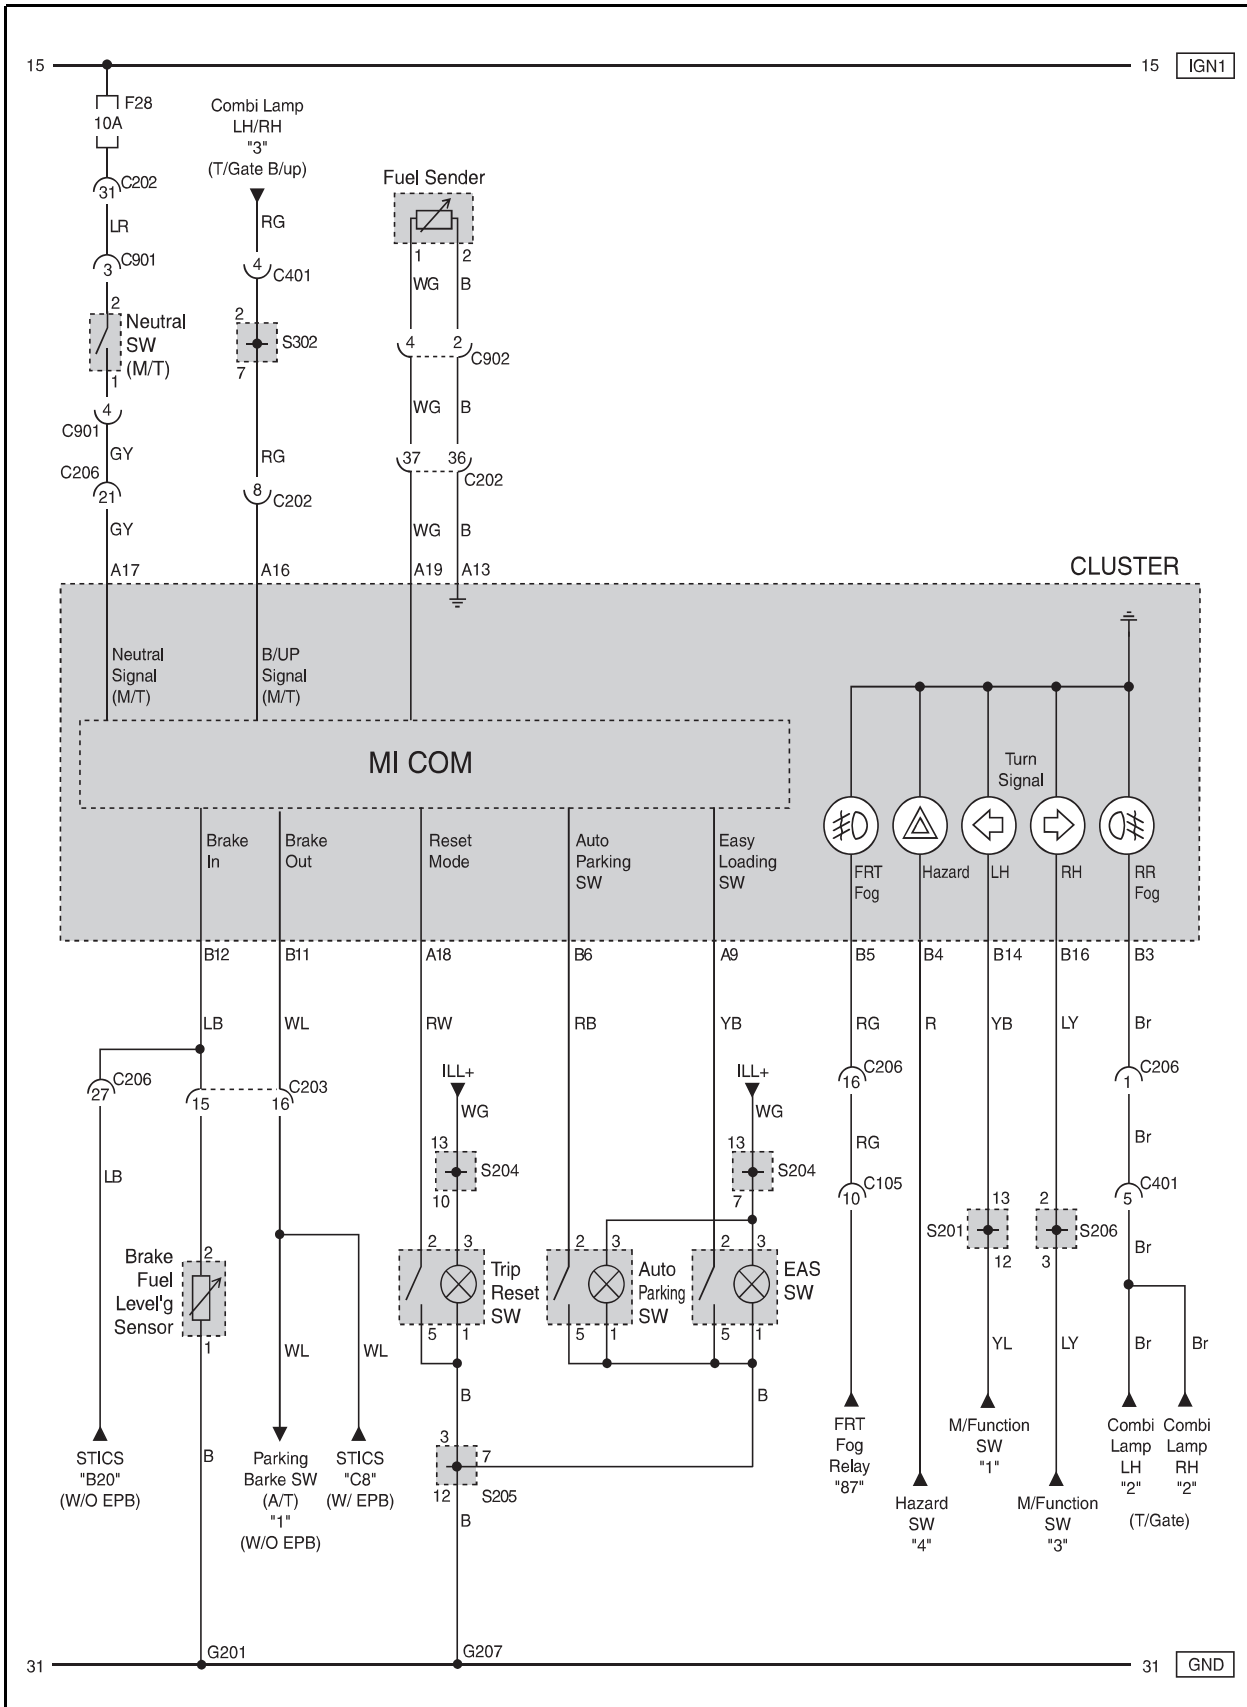 15
15 IGN1
F28
10A
Combi Lamp
LH/RH
"3"
(T/Gate B/up)
31 C202
Fuel Sender
LR
RG
1 2
3 C901
4 C401
WG B
2
Neutral
SW
(M/T)
1
2
S302
7
4 2
C902
4
C901
WG B
GY
C206
21
RG
37 36
C202
8 C202
GY
WG B
A17 A16 A19 A13
CLUSTER
Neutral
Signal
(M/T)
B/UP
Signal
(M/T)
MI COM
Turn
Signal
Brake
In
Brake
Out
Reset
Mode
Auto
Parking
SW
Easy
Loading
SW
FRT
Fog
Hazard
LH
RH
RR
Fog
B12 B11 A18 B6 A9 B5 B4 B14 B16 B3
LB WL RW RB YB RG R YB LY Br
27 C206
15 16 C203
ILL+
WG
ILL+
WG
16 C206
1 C206
LB
13
S204
10
13
S204
7
RG
Br
10 C105
5 C401
13
S201
12
2
S206
3
Br
Brake
Fuel
Level'g
Sensor
2
1
2 3
Trip
Reset
SW
5 1
2 3
Auto
Parking
SW
5 1
2 3
EAS
SW
5 1
WL WL
YL LY Br Br
B B
STICS
"B20"
(W/O EPB)
B
Parking
Barke SW
(A/T)
"1"
(W/O EPB)
STICS
"C8"
(W/ EPB)
3
7
12 S205
B
FRT
Fog
Relay
"87"
Hazard
SW
"4"
M/Function
SW
"1"
M/Function
SW
"3"
Combi
Lamp
LH
"2"
Combi
Lamp
RH
"2"
(T/Gate)
G201
G207
31
31 GND